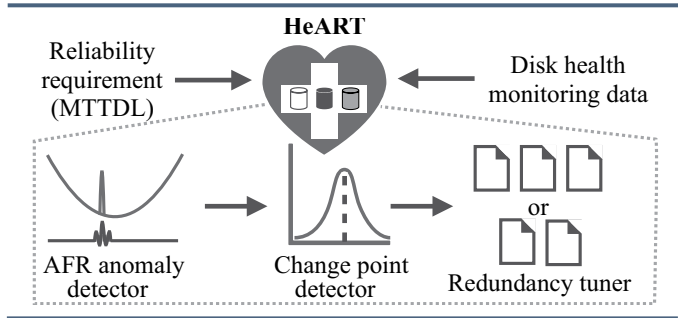 HeART
Reliability
requirement
(MTTDL)
Disk health
monitoring data
AFR anomaly
detector
Change point
detector
or
Redundancy tuner